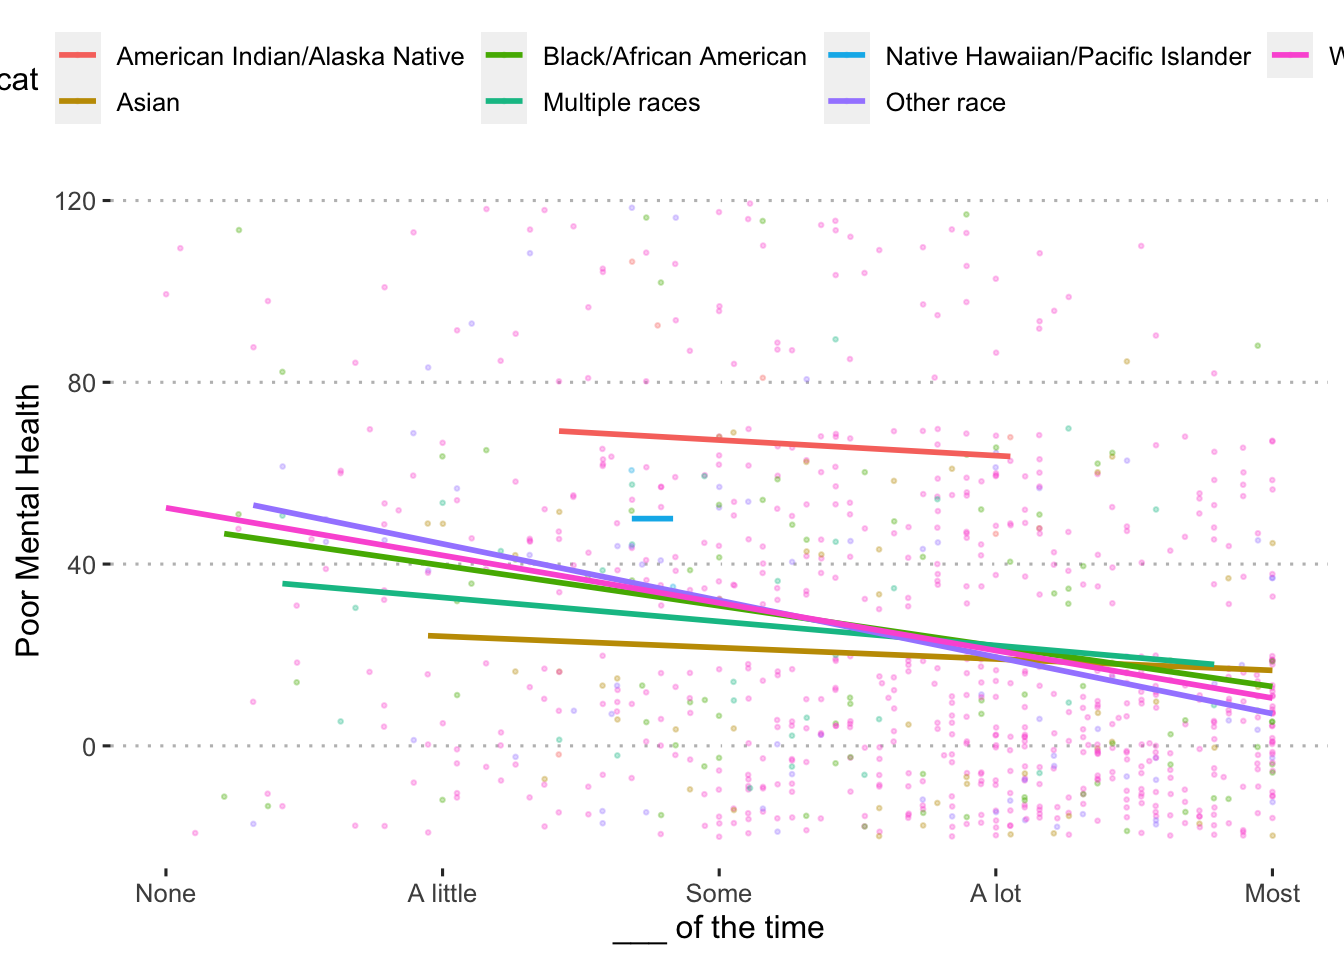 cat
American Indian/Alaska Native
Black/African American
Native Hawaiian/Pacific Islander
W
Asian
Multiple races
Other race
120
80
40
0
Poor Mental Health
None
A little
Some
A lot
Most
___ of the time